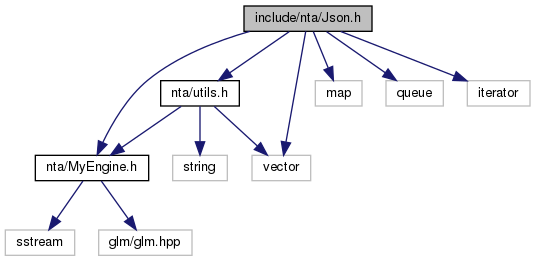 include/nta/Json.h
nta/utils.h
map
queue
iterator
nta/MyEngine.h
string
vector
sstream
glm/glm.hpp